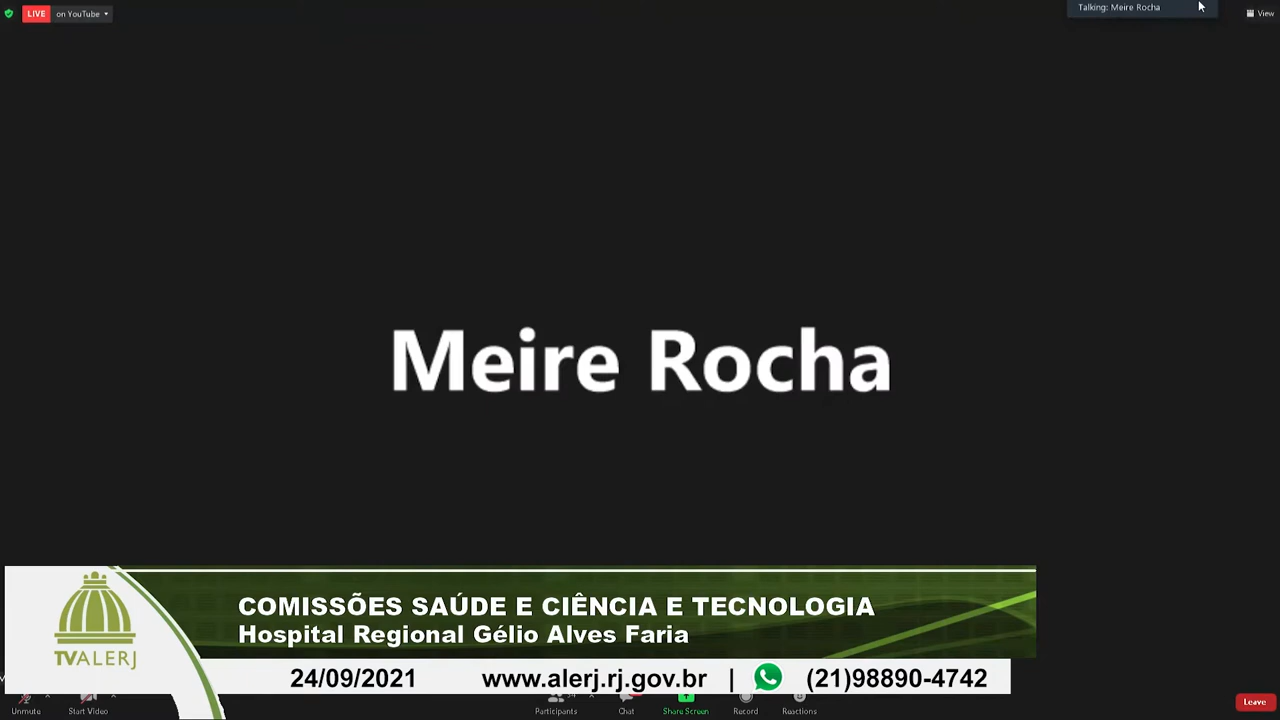 LIVE on YouTube
Talking: Meire Rocha
View
Meire Rocha
COMISSÕES SAÚDE E CIÊNCIA E TECNOLOGIA
Hospital Regional Gélio Alves Faria
TVALERJ
24/09/2021 www.alerj.rj.gov.br | (21)98890-4742
Unmute Start Video Participants Chat Share Screen Record Reactions Leave